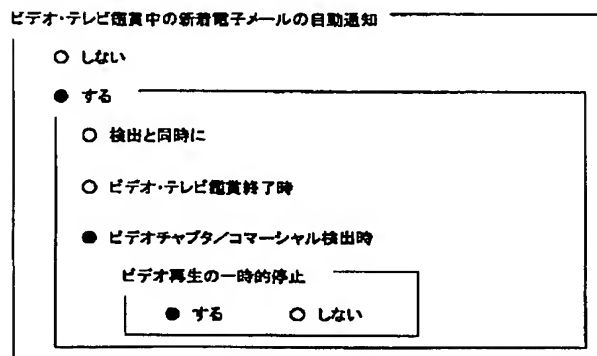 ビデオ・テレビ鑑賞中の新着電子メールの自動通知
○ しない
● する
○ 検出と同時に
○ ビデオ・テレビ鑑賞終了時
● ビデオチャプタ/コマーシャル検出時
ビデオ再生の一時的停止
● する ○ しない